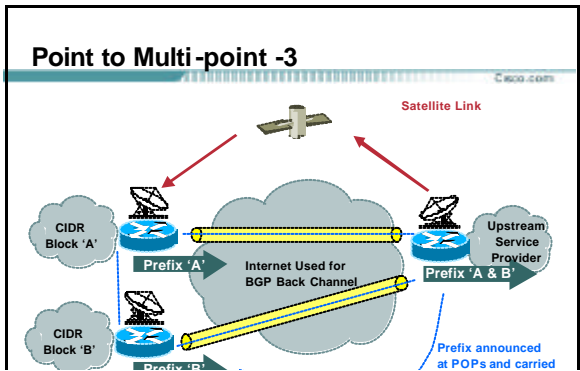 Point to Multi-point -3
Cisco.com
Satellite Link
CIDR
Block 'A'
Prefix 'A'
Internet Used for
BGP Back Channel
Upstream
Service
Provider
Prefix 'A & B'
CIDR
Block 'B'
Prefix 'B'
Prefix announced
at POPs and carried